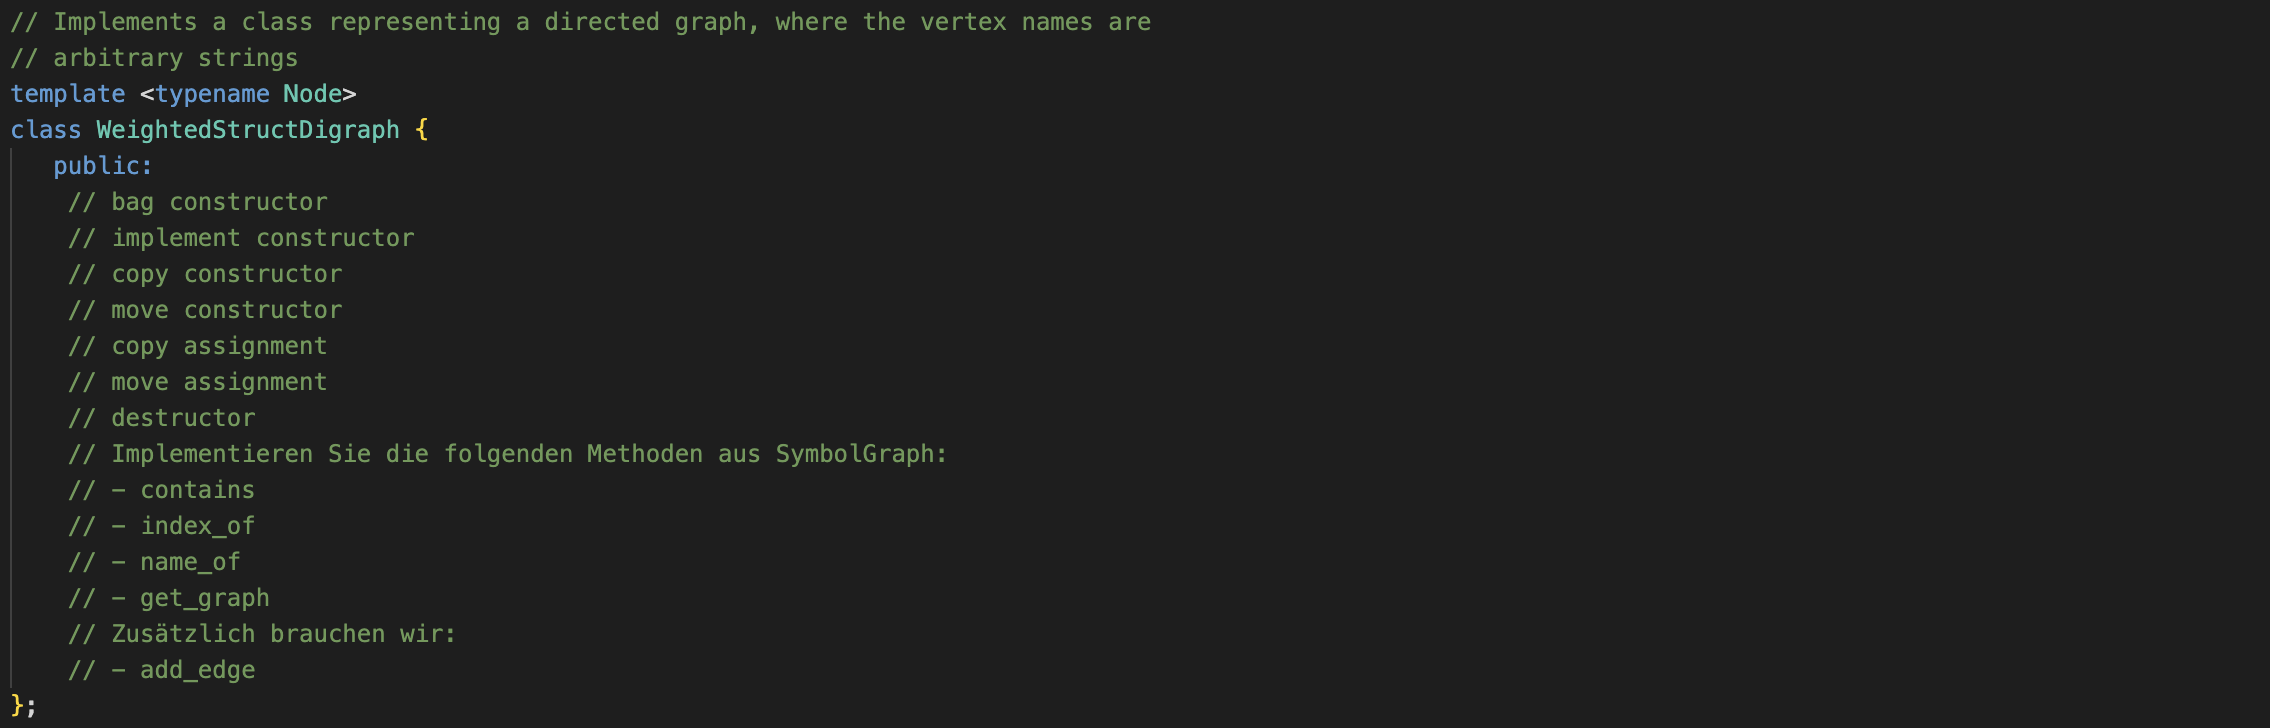 // Implements a class representing a directed graph, where the vertex names are
// arbitrary strings
template <typename Node>
class WeightedStructDigraph {
public:
// bag constructor
// implement constructor
// copy constructor
// move constructor
// copy assignment
// move assignment
// destructor
// Implementieren Sie die folgenden Methoden aus SymbolGraph:
// - contains
// - index_of
// - name_of
// - get_graph
// Zusätzlich brauchen wir:
// - add_edge
};